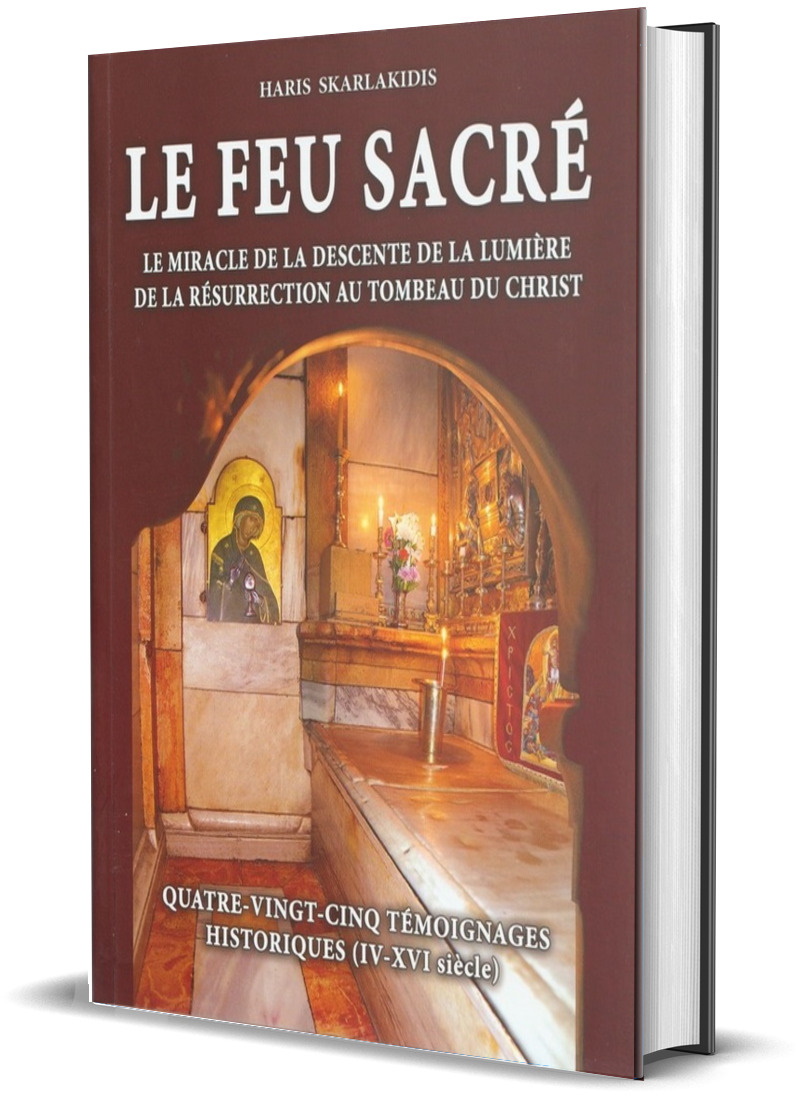 HARIS SKARLAKIDIS
LE FEU SACRÉ
LE MIRACLE DE LA DESCENTE DE LA LUMIÈRE
DE LA RÉSURRECTION AU TOMBEAU DU CHRIST
ΧΡΙCΤΟC
QUATRE-VINGT-CINQ TÉMOIGNAGES
HISTORIQUES (IV-XVI siècle)